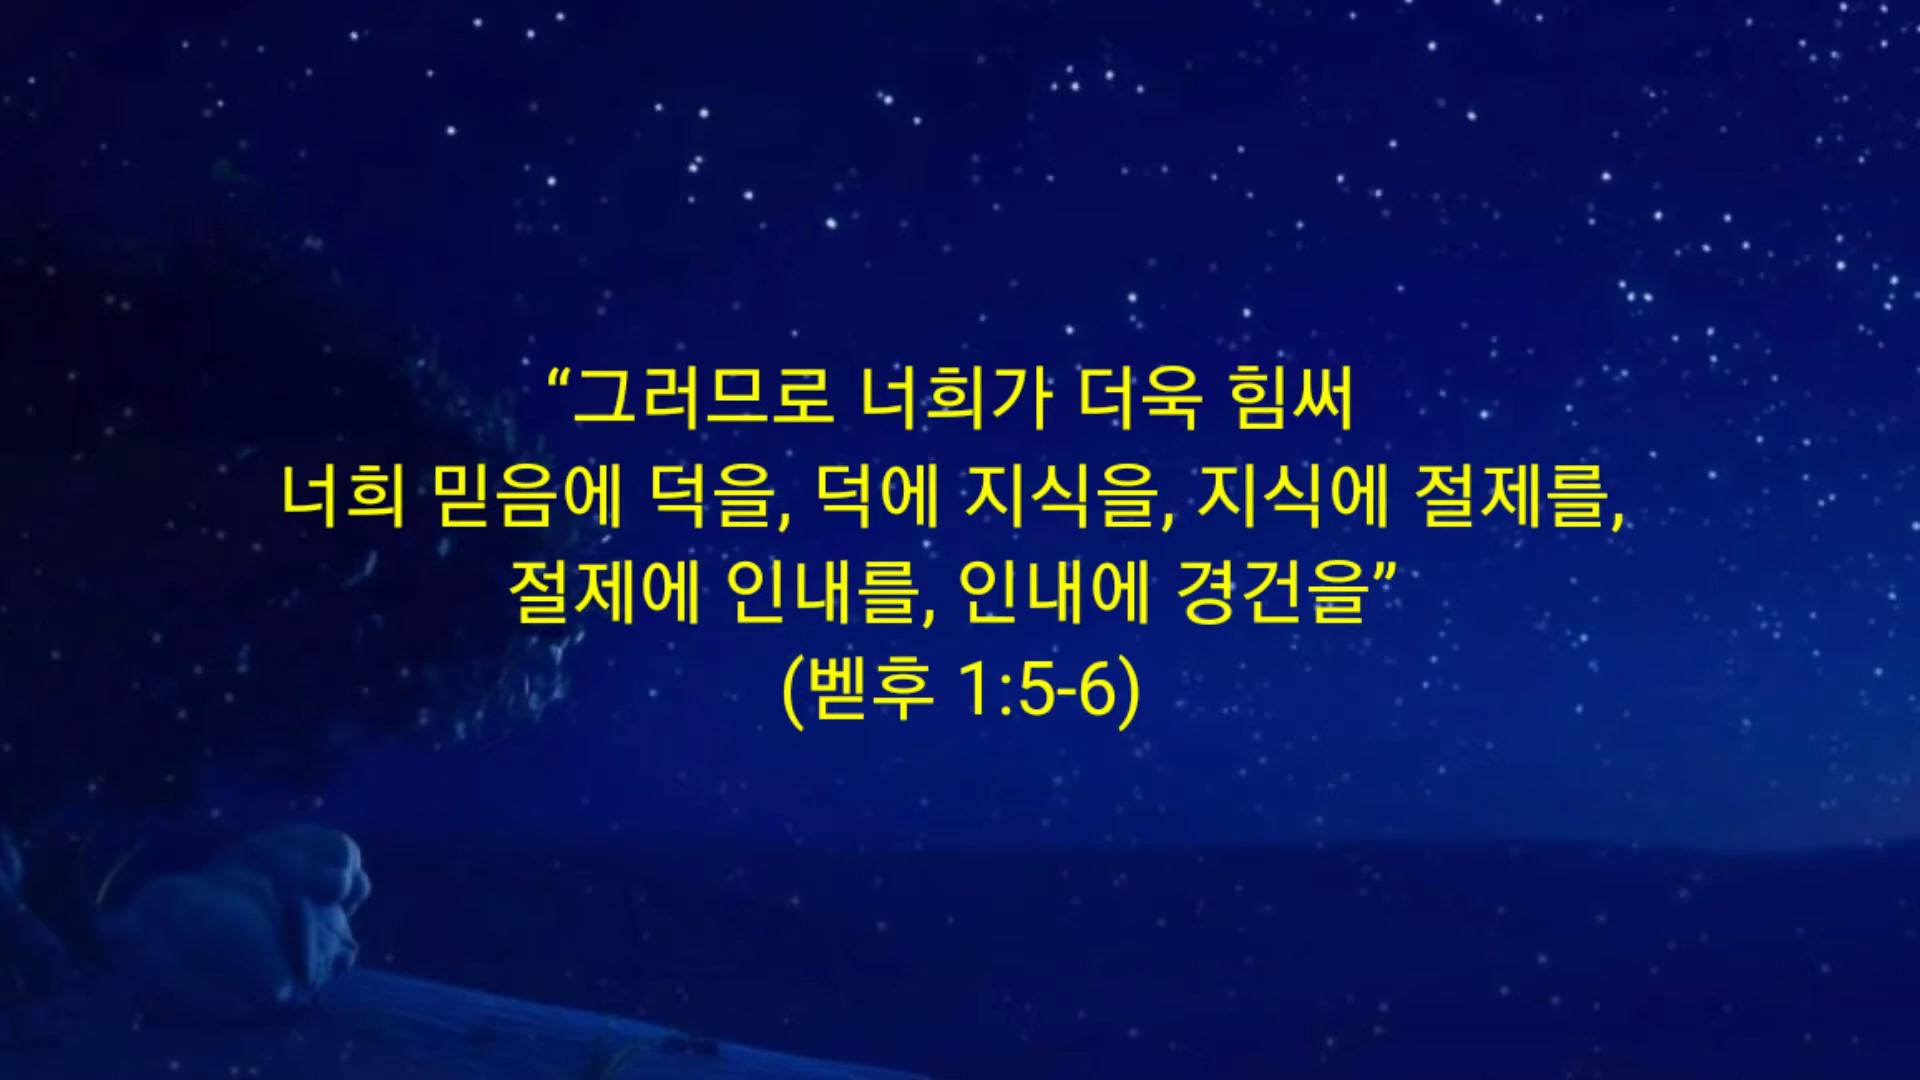 “그러므로 너희가 더욱 힘써
너희 믿음에 덕을, 덕에 지식을, 지식에 절제를,
절제에 인내를, 인내에 경건을”
(벧후 1:5-6)